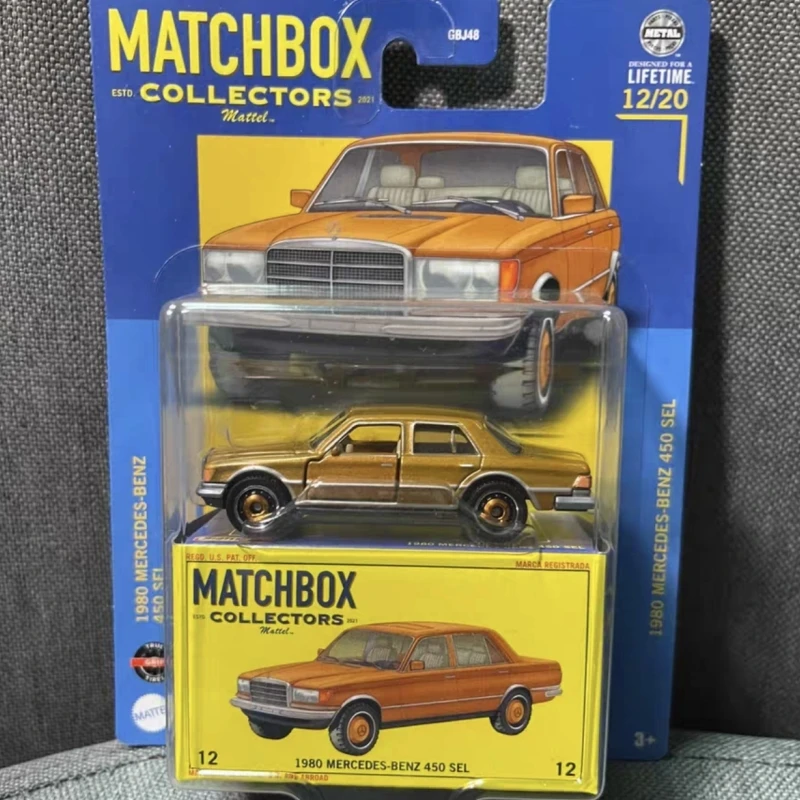 MATCHBOX
ESTD. COLLECTORS 2021
Mattel
GBJ48
METAL
DESIGNED FOR A
LIFETIME
12/20
1980 MERCEDES-BENZ
450 SEL
1980 MERCEDES-BENZ 450 SEL
REGD. U.S. PAT. OFF.
MARCA REGISTRADA
MATCHBOX
ESTD. COLLECTORS 2021
Mattel
12
1980 MERCEDES-BENZ 450 SEL
12
MATTEL
3+